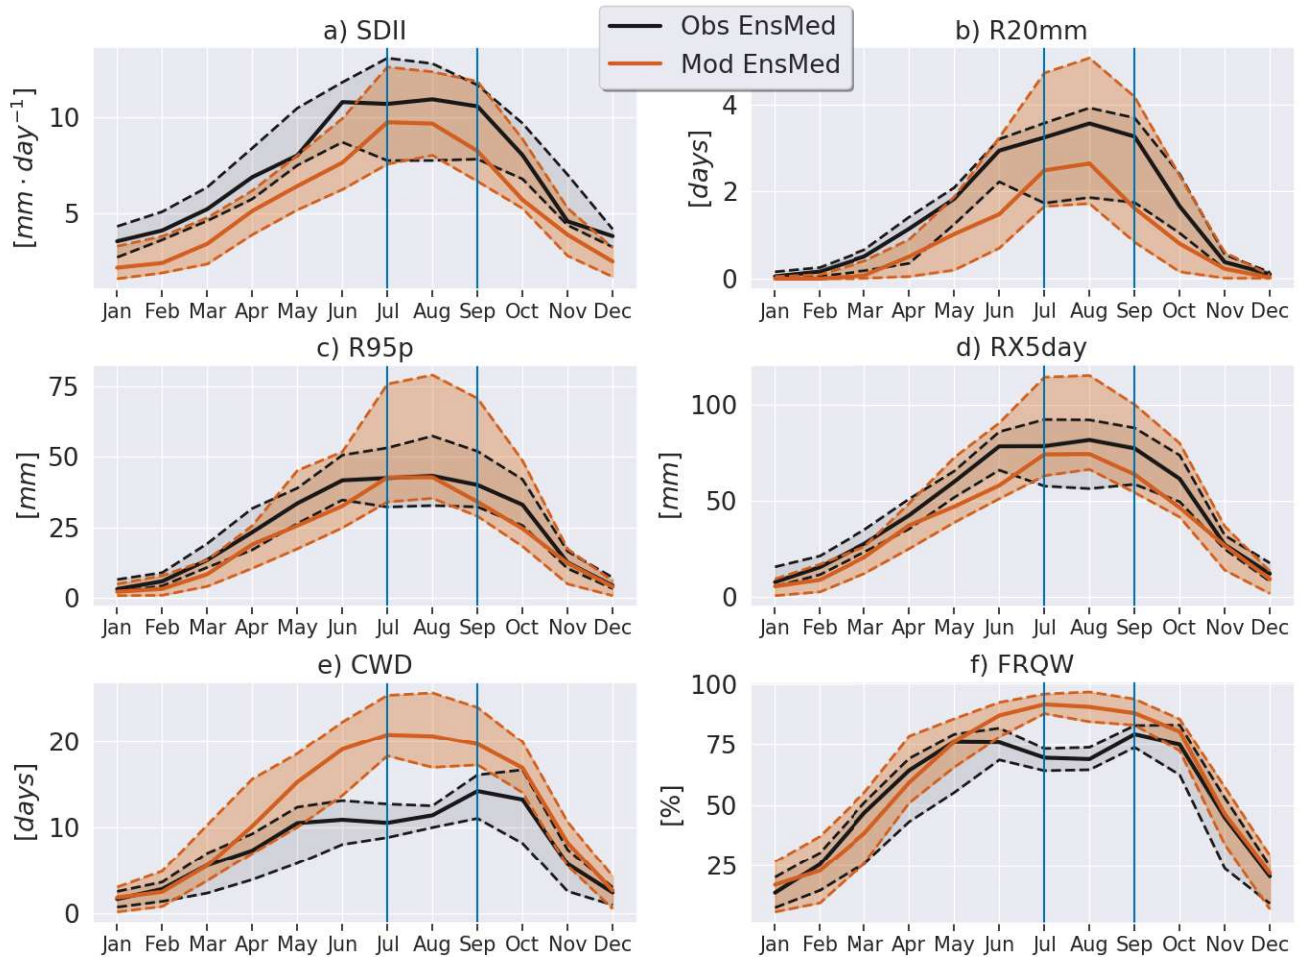 a) SDII
Obs EnsMed
Mod EnsMed
b) R20mm
[mm · day⁻¹]
10
5
Jan Feb Mar Apr May Jun Jul Aug Sep Oct Nov Dec
[days]
4
2
0
Jan Feb Mar Apr May Jun Jul Aug Sep Oct Nov Dec
c) R95p
[mm]
75
50
25
0
Jan Feb Mar Apr May Jun Jul Aug Sep Oct Nov Dec
d) RX5day
[mm]
100
50
0
Jan Feb Mar Apr May Jun Jul Aug Sep Oct Nov Dec
e) CWD
[days]
20
10
0
Jan Feb Mar Apr May Jun Jul Aug Sep Oct Nov Dec
f) FRQW
[%]
100
75
50
25
Jan Feb Mar Apr May Jun Jul Aug Sep Oct Nov Dec